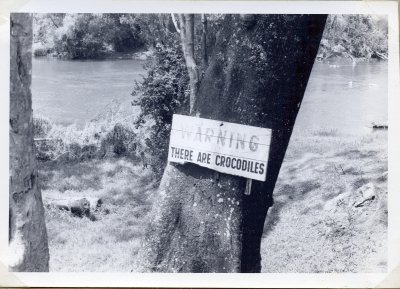 WARNING
THERE ARE CROCODILES